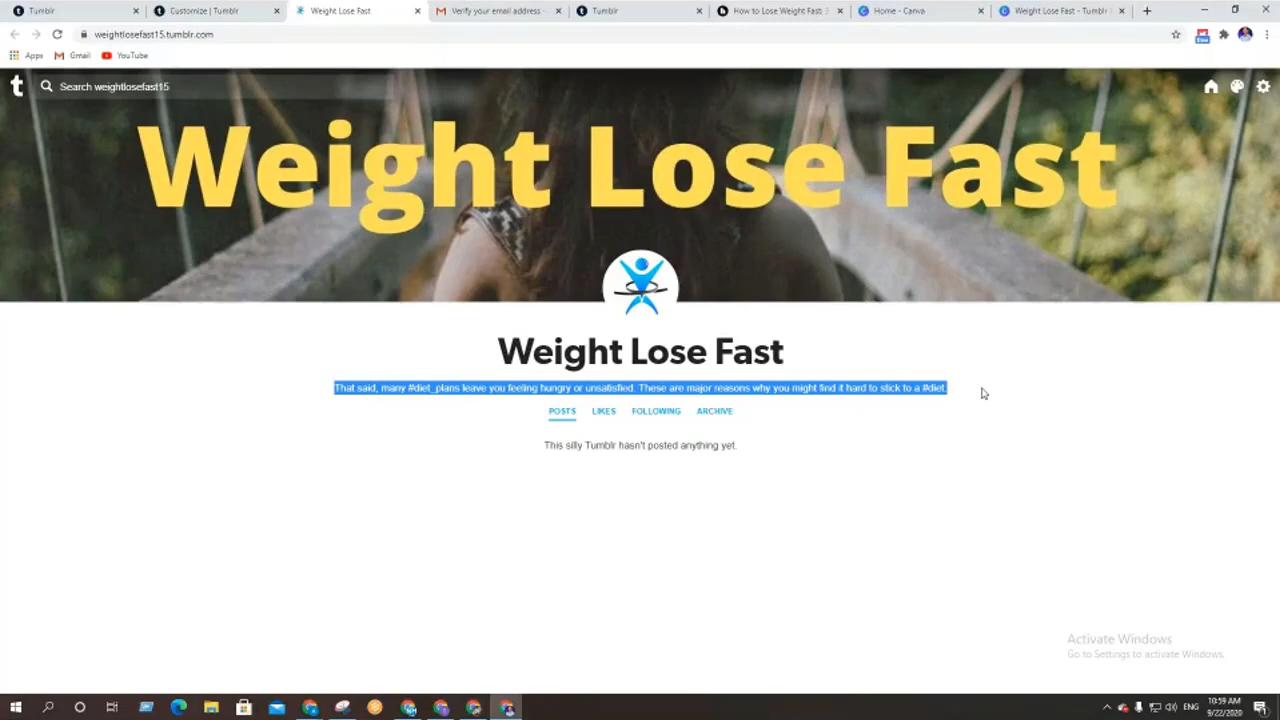 Tumblr
Customize | Tumblr
Weight Lose Fast
Verify your email address -
Tumblr
How to Lose Weight Fast: 3
Home - Canva
Weight Lose Fast - Tumblr
weightlosefast15.tumblr.com
Apps
Gmail
YouTube
t
Search weightlosefast15
Weight Lose Fast
Weight Lose Fast
That said, many #diet_plans leave you feeling hungry or unsatisfied. These are major reasons why you might find it hard to stick to a #diet.
POSTS
LIKES
FOLLOWING
ARCHIVE
This silly Tumblr hasn't posted anything yet.
Activate Windows
Go to Settings to activate Windows.
ENG
10:59 AM
9/22/2020